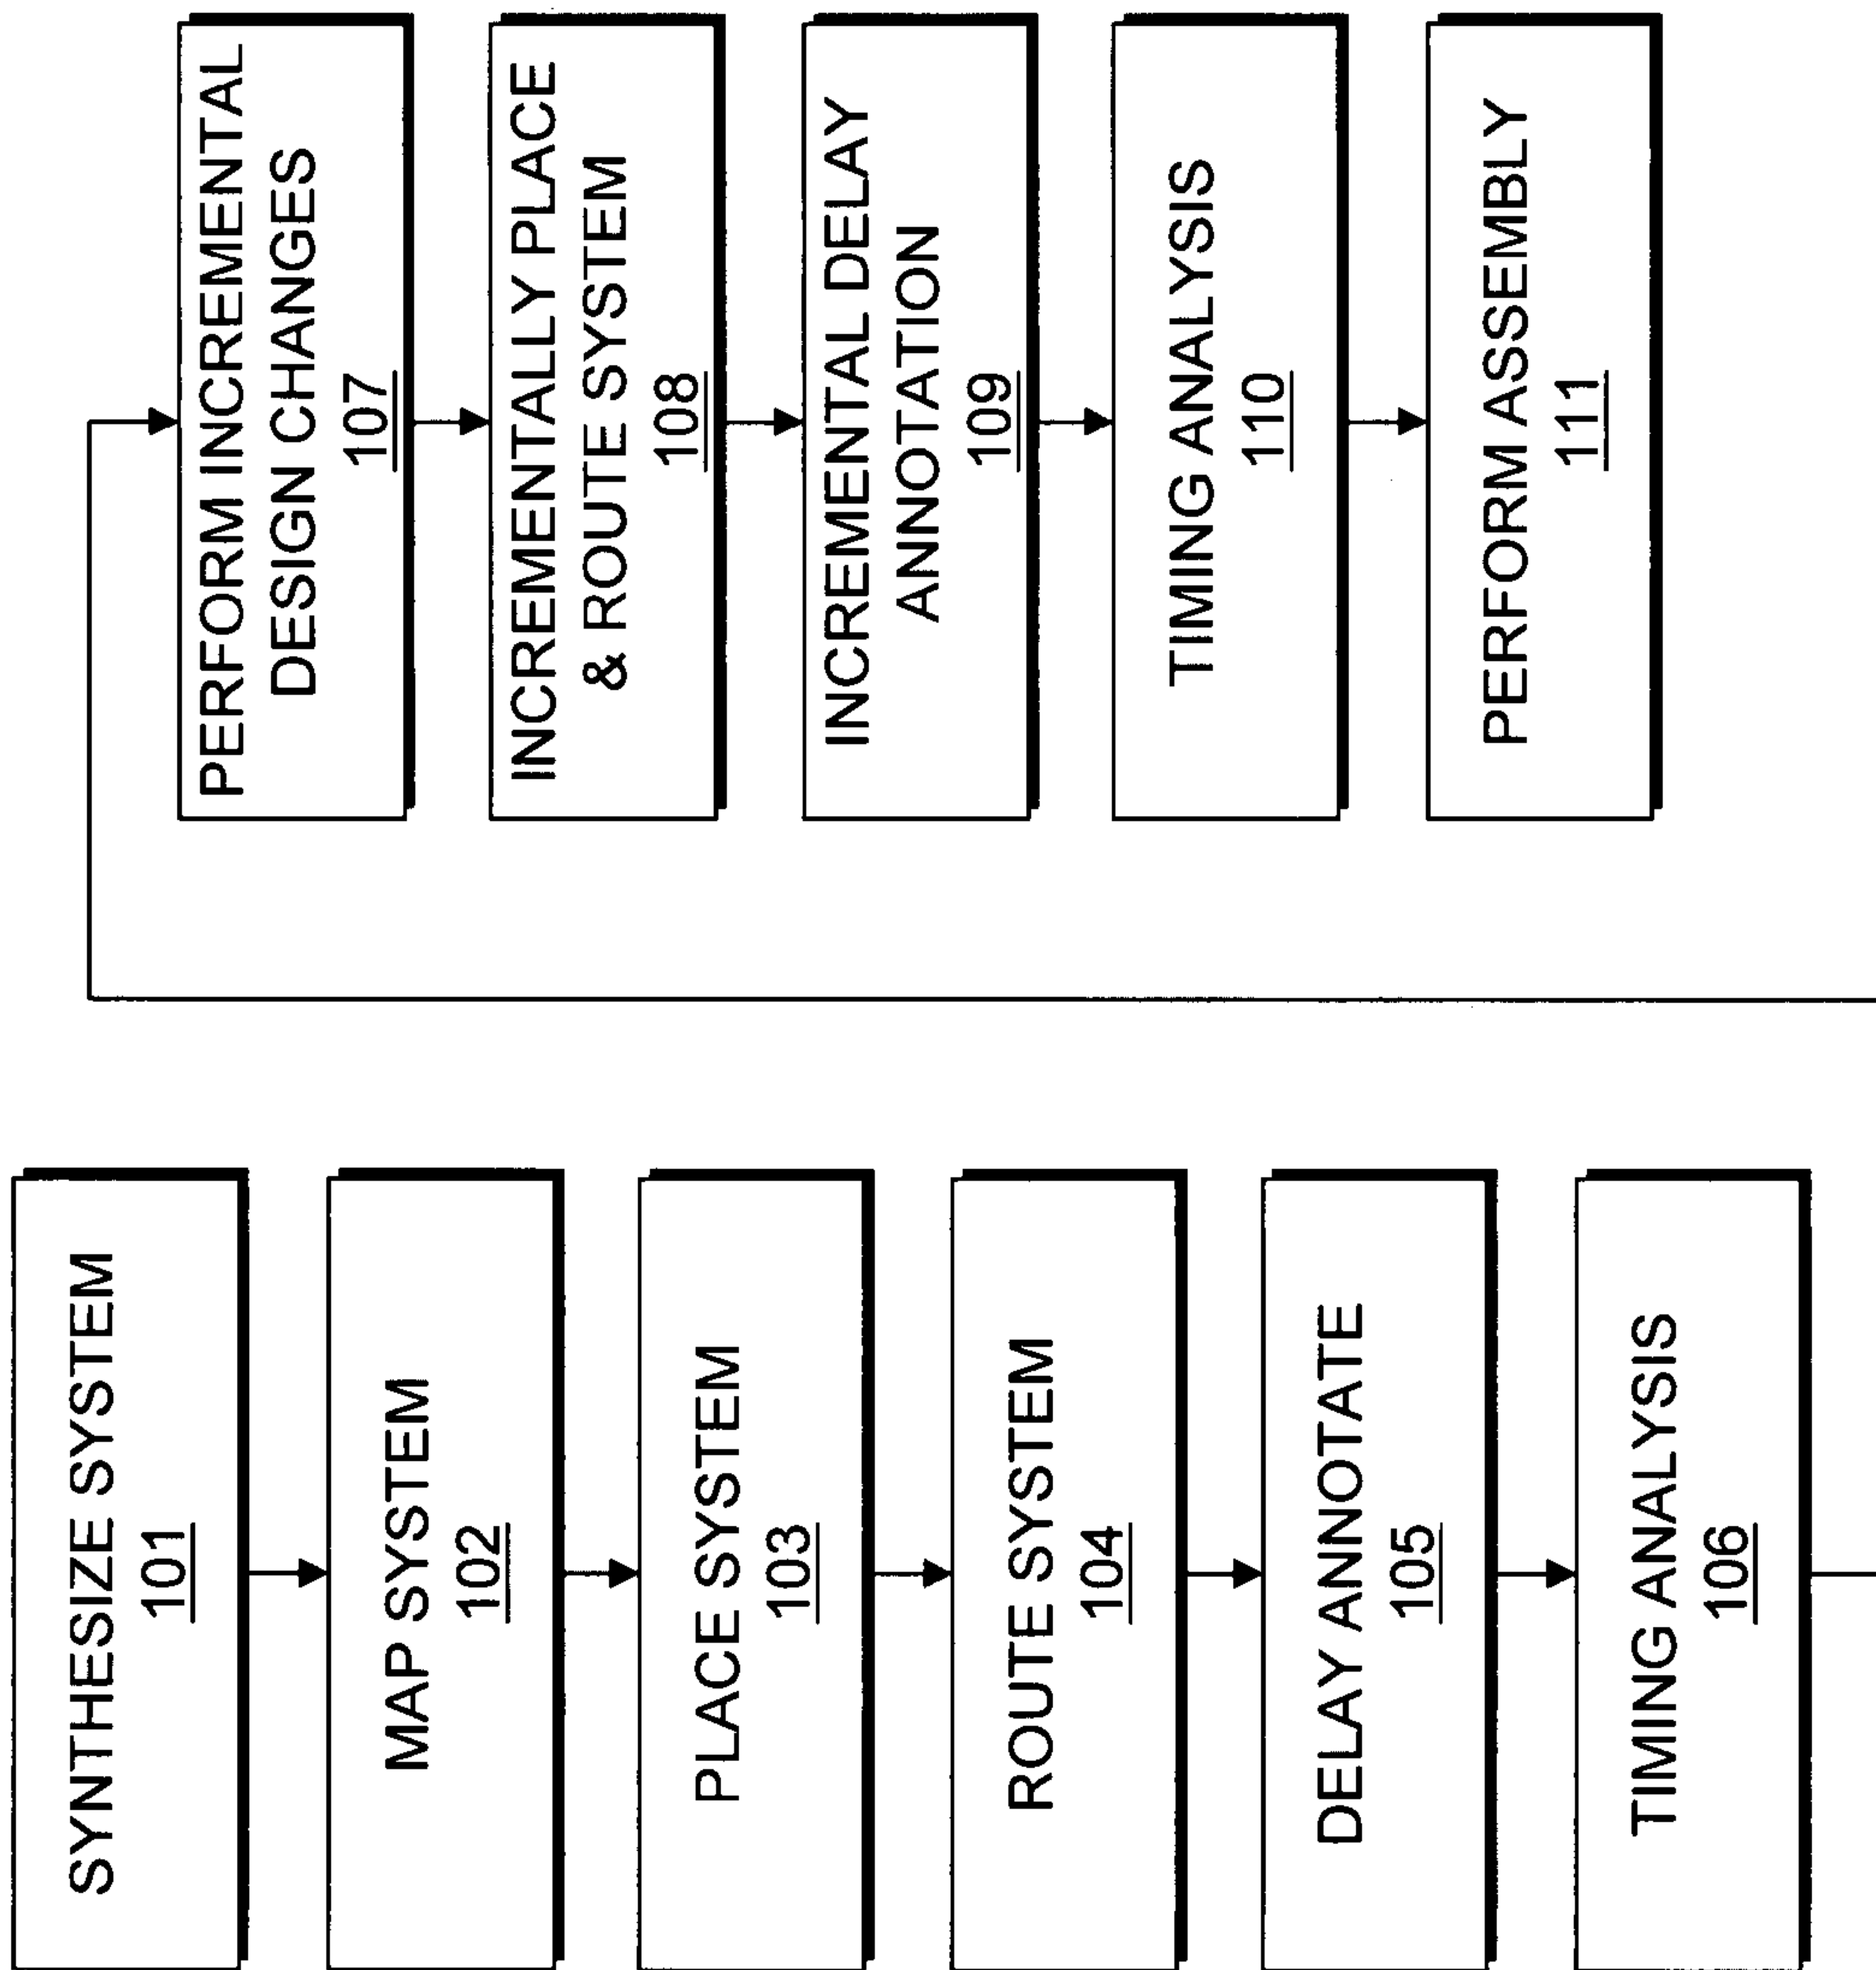 SYNTHESIZE SYSTEM
101
MAP SYSTEM
102
PLACE SYSTEM
103
ROUTE SYSTEM
104
DELAY ANNOTATE
105
TIMING ANALYSIS
106
PERFORM INCREMENTAL
DESIGN CHANGES
107
INCREMENTALLY PLACE
& ROUTE SYSTEM
108
INCREMENTAL DELAY
ANNOTATION
109
TIMING ANALYSIS
110
PERFORM ASSEMBLY
111